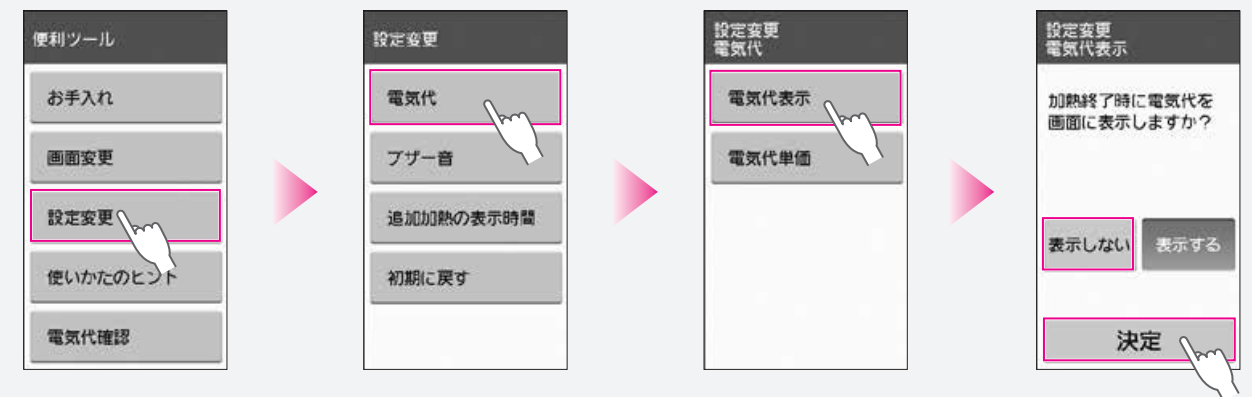 便利ツール
お手入れ
画面変更
設定変更
使いかたのヒント
電気代確認
設定変更
電気代
ブザー音
追加加熱の表示時間
初期に戻す
設定変更
電気代
電気代表示
電気代単価
設定変更
電気代表示
加熱終了時に電気代を
画面に表示しますか？
表示しない
表示する
決定